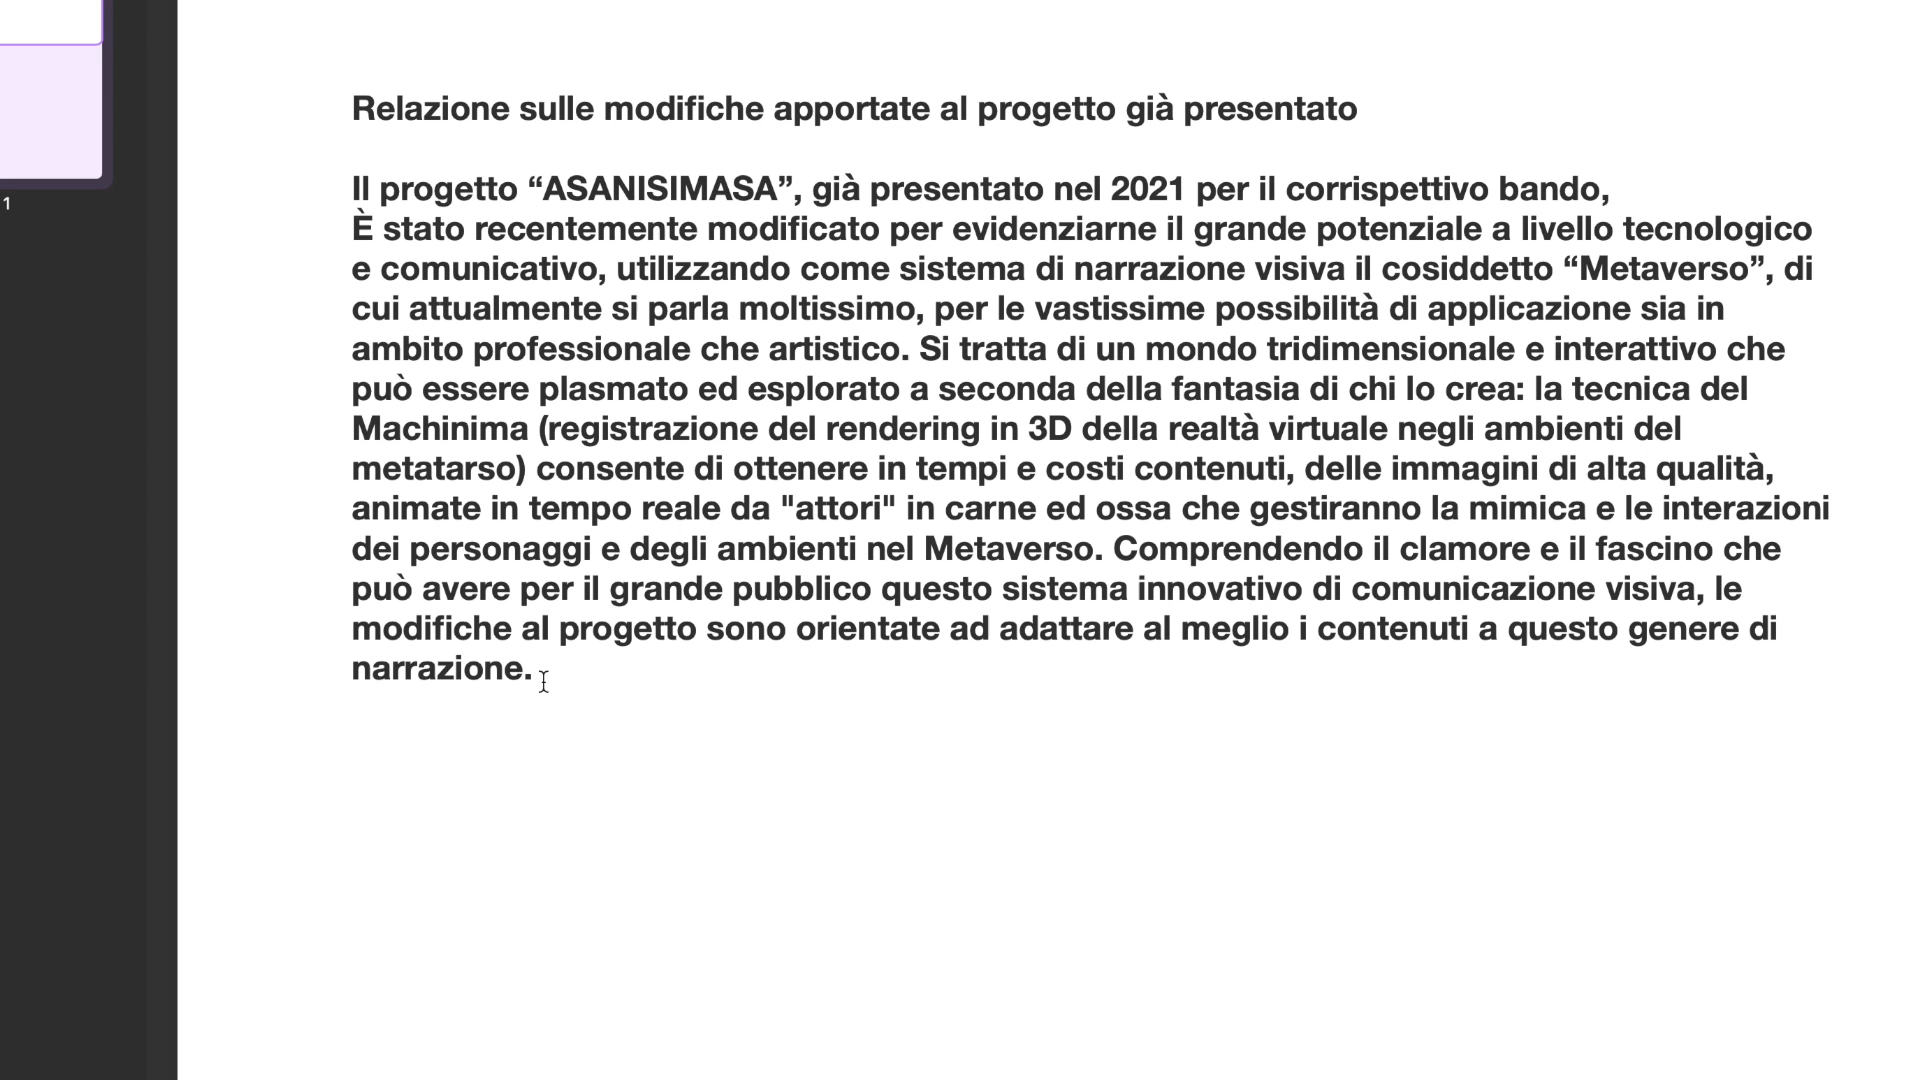 Relazione sulle modifiche apportate al progetto già presentato
Il progetto “ASANISIMASA”, già presentato nel 2021 per il corrispettivo bando,
È stato recentemente modificato per evidenziarne il grande potenziale a livello tecnologico
e comunicativo, utilizzando come sistema di narrazione visiva il cosiddetto “Metaverso”, di
cui attualmente si parla moltissimo, per le vastissime possibilità di applicazione sia in
ambito professionale che artistico. Si tratta di un mondo tridimensionale e interattivo che
può essere plasmato ed esplorato a seconda della fantasia di chi lo crea: la tecnica del
Machinima (registrazione del rendering in 3D della realtà virtuale negli ambienti del
metatarso) consente di ottenere in tempi e costi contenuti, delle immagini di alta qualità,
animate in tempo reale da "attori" in carne ed ossa che gestiranno la mimica e le interazioni
dei personaggi e degli ambienti nel Metaverso. Comprendendo il clamore e il fascino che
può avere per il grande pubblico questo sistema innovativo di comunicazione visiva, le
modifiche al progetto sono orientate ad adattare al meglio i contenuti a questo genere di
narrazione.
1